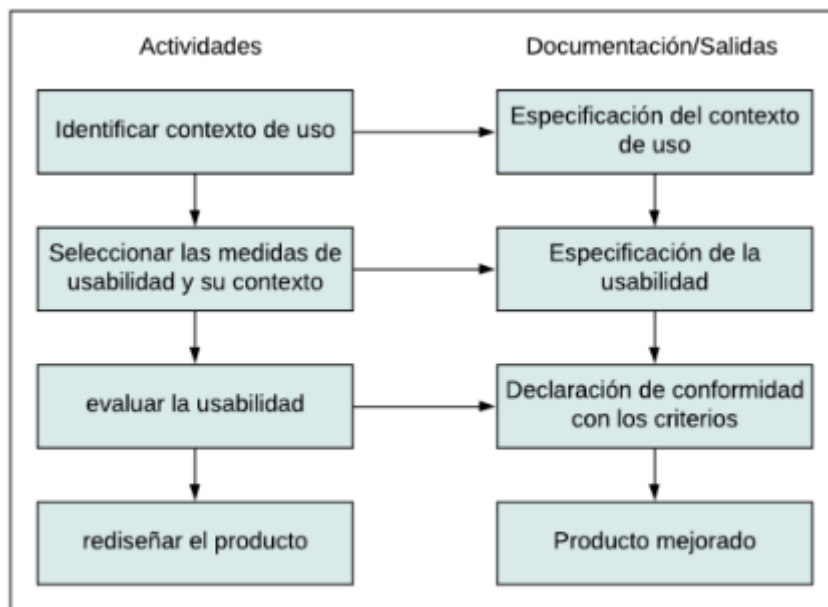 Actividades
Documentación/Salidas
Identificar contexto de uso
Especificación del contexto
de uso
Seleccionar las medidas de
usabilidad y su contexto
Especificación de la
usabilidad
evaluar la usabilidad
Declaración de conformidad
con los criterios
rediseñar el producto
Producto mejorado